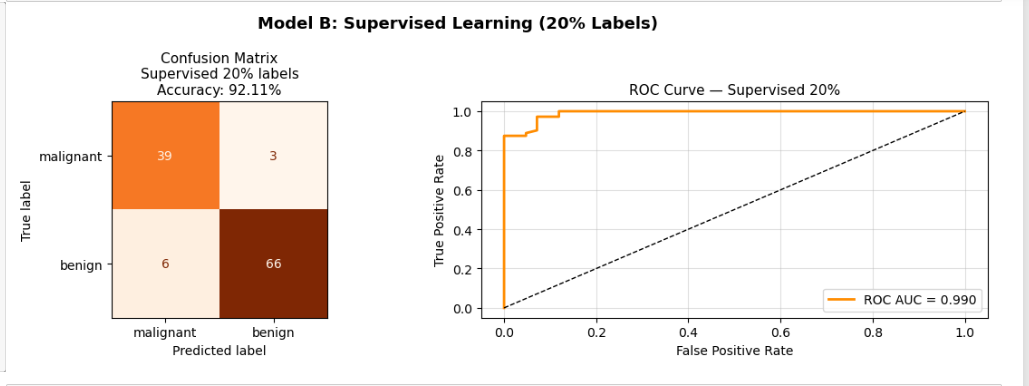 Model B: Supervised Learning (20% Labels)
Confusion Matrix
Supervised 20% labels
Accuracy: 92.11%
True label
malignant
39
3
benign
6
66
malignant
benign
Predicted label
ROC Curve — Supervised 20%
True Positive Rate
1.0
0.8
0.6
0.4
0.2
0.0
ROC AUC = 0.990
0.0
0.2
0.4
0.6
0.8
1.0
False Positive Rate